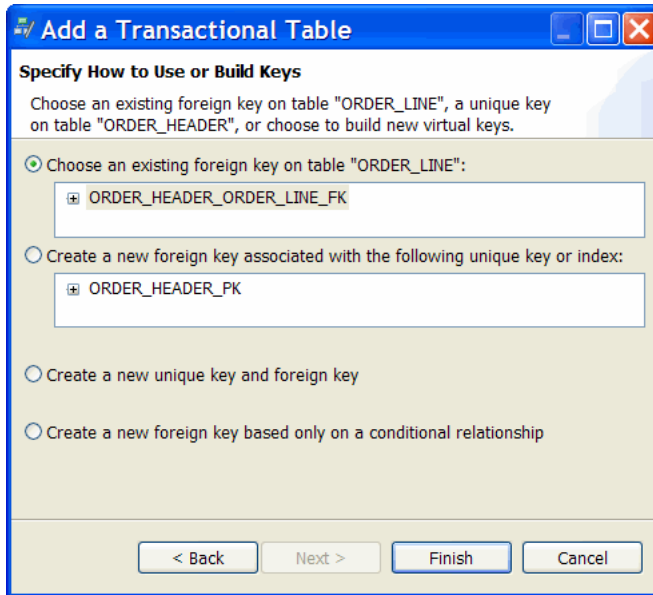 Add a Transactional Table
Specify How to Use or Build Keys
Choose an existing foreign key on table "ORDER_LINE", a unique key
on table "ORDER_HEADER", or choose to build new virtual keys.
Choose an existing foreign key on table "ORDER_LINE":
ORDER_HEADER_ORDER_LINE_FK
Create a new foreign key associated with the following unique key or index:
ORDER_HEADER_PK
Create a new unique key and foreign key
Create a new foreign key based only on a conditional relationship
< Back Next > Finish Cancel